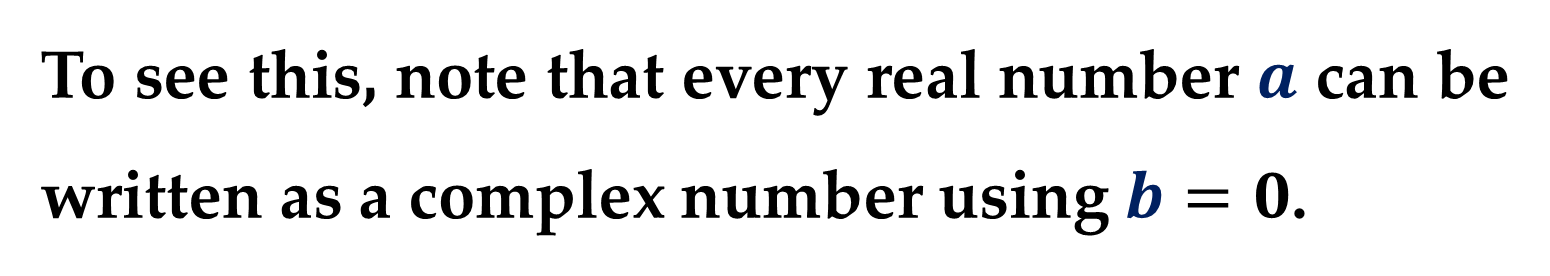 To see this, note that every real number a can be
written as a complex number using b = 0.